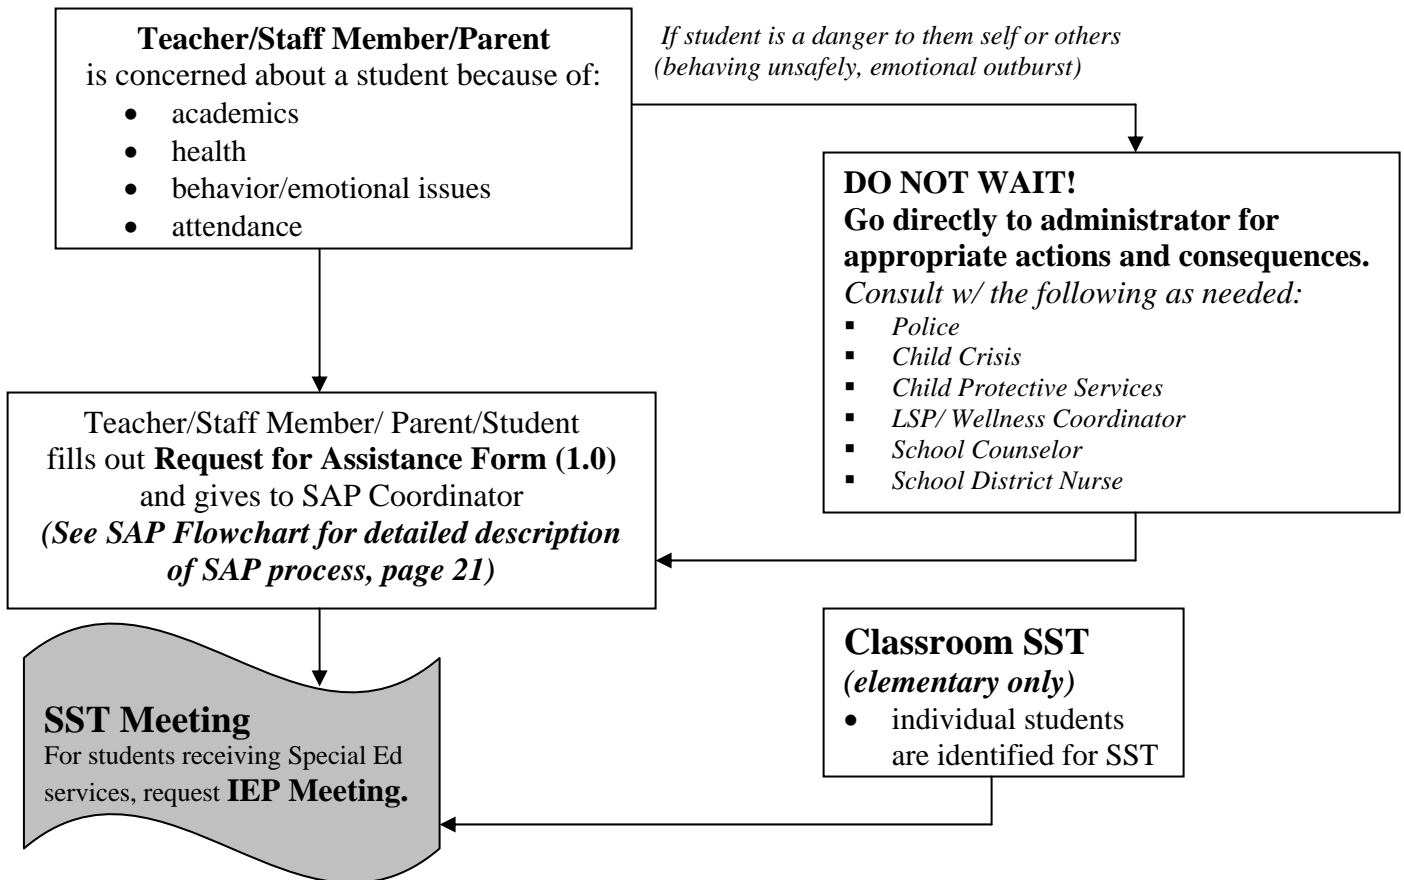 Teacher/Staff Member/Parent
is concerned about a student because of:
• academics
• health
• behavior/emotional issues
• attendance
If student is a danger to them self or others
(behaving unsafely, emotional outburst)
DO NOT WAIT!
Go directly to administrator for
appropriate actions and consequences.
Consult w/ the following as needed:
▪ Police
▪ Child Crisis
▪ Child Protective Services
▪ LSP/ Wellness Coordinator
▪ School Counselor
▪ School District Nurse
Teacher/Staff Member/ Parent/Student
fills out Request for Assistance Form (1.0)
and gives to SAP Coordinator
(See SAP Flowchart for detailed description
of SAP process, page 21)
Classroom SST
(elementary only)
• individual students
are identified for SST
SST Meeting
For students receiving Special Ed
services, request IEP Meeting.